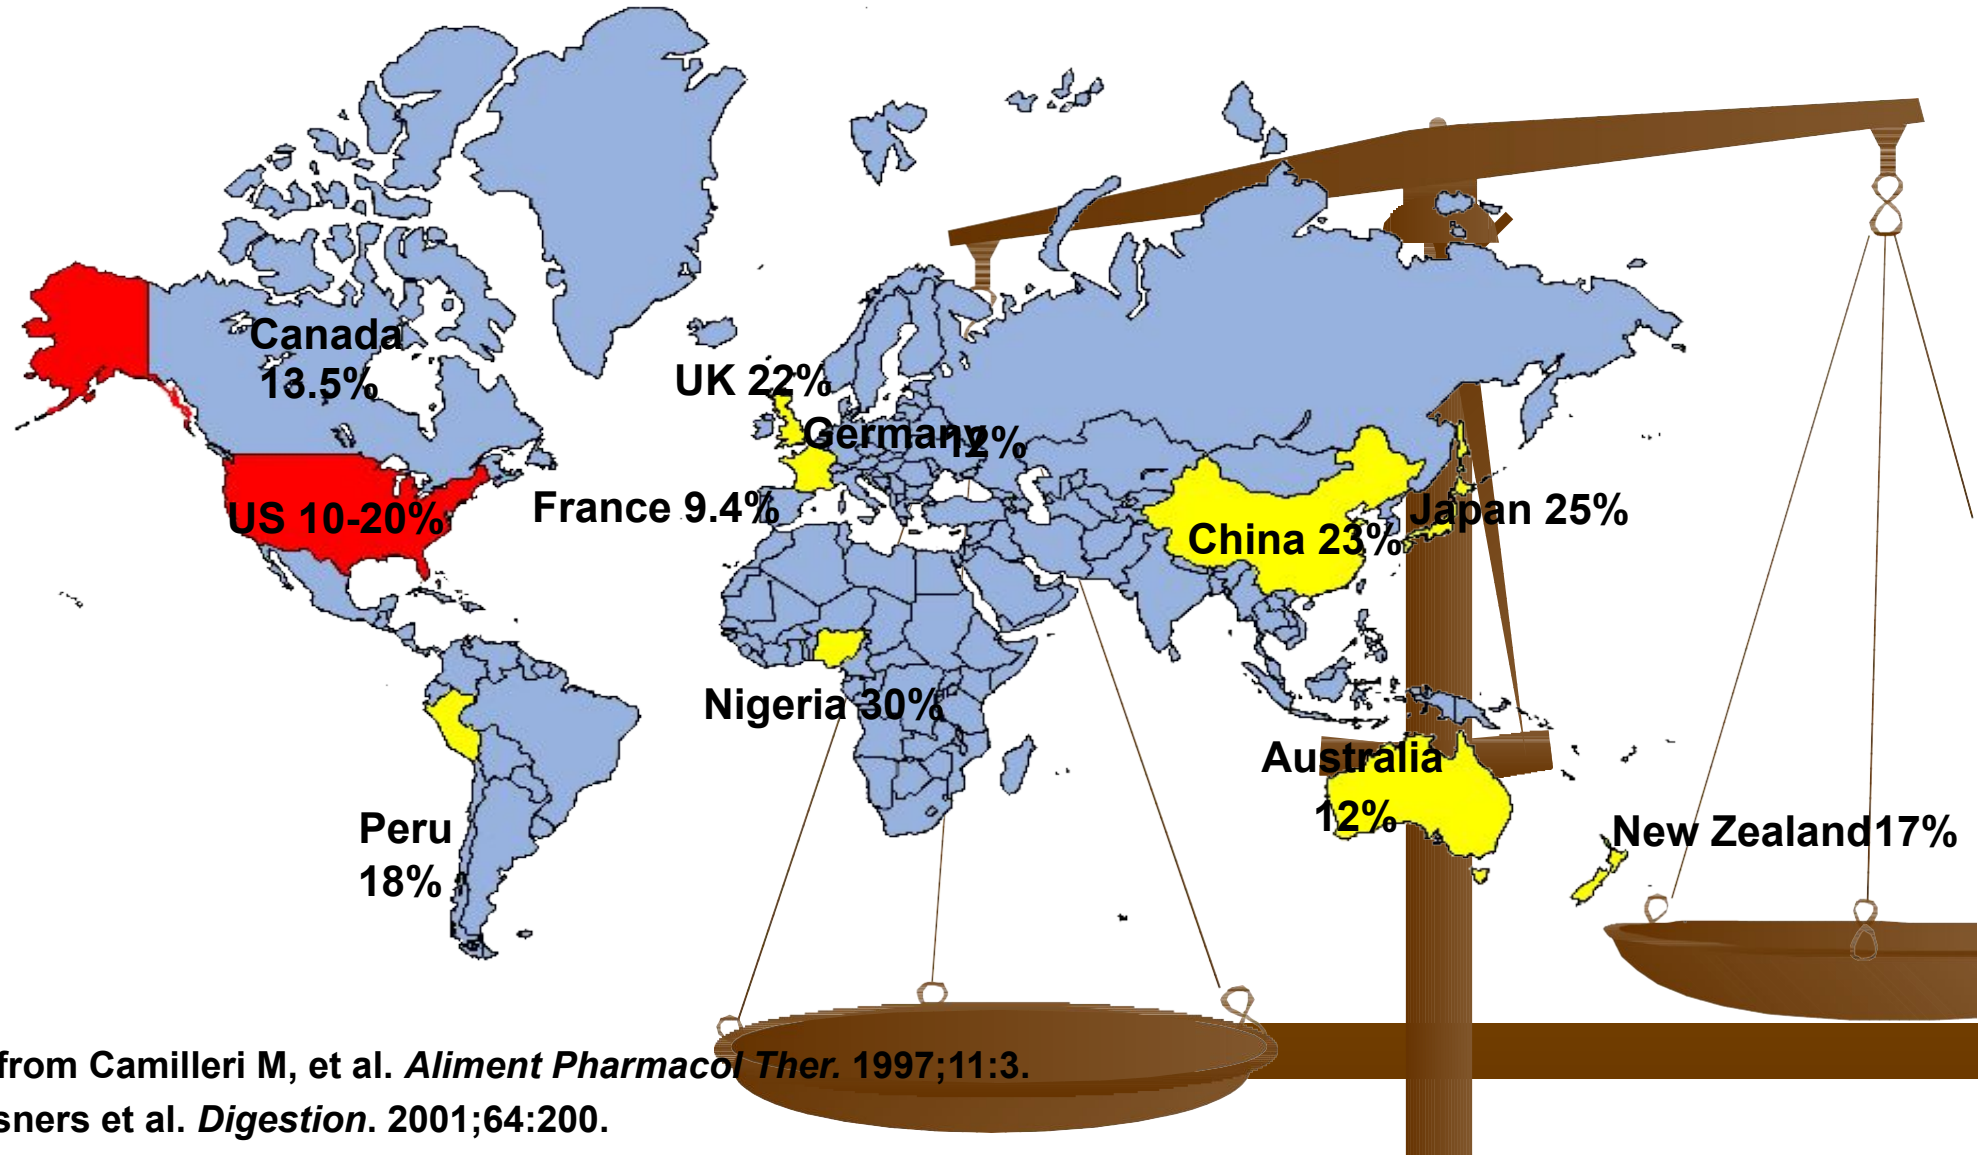 Canada
13.5%
UK 22%
Germany 12%
US 10-20%
France 9.4%
Japan 25%
China 23%
Nigeria 30%
Australia
12%
Peru
18%
New Zealand17%
from Camilleri M, et al. Aliment Pharmacol Ther. 1997;11:3.
sners et al. Digestion. 2001;64:200.